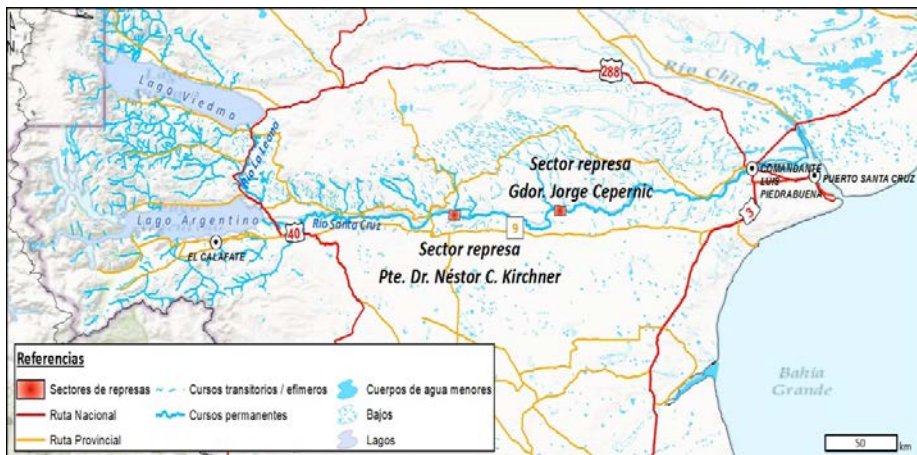 Lago Viedma
288
Río Chico
Río La Leona
Sector represa
Gdor. Jorge Cepernic
COMANDANTE
LUIS
PIEDRABUENA
PUERTO SANTA CRUZ
Lago Argentino
Río Santa Cruz
3
9
40
EL CALAFATE
Sector represa
Pte. Dr. Néstor C. Kirchner
Bahía
Grande
Referencias
Sectores de represas
Cursos transitorios / efímeros
Cuerpos de agua menores
Ruta Nacional
Cursos permanentes
Bajos
Ruta Provincial
Lagos
50
km